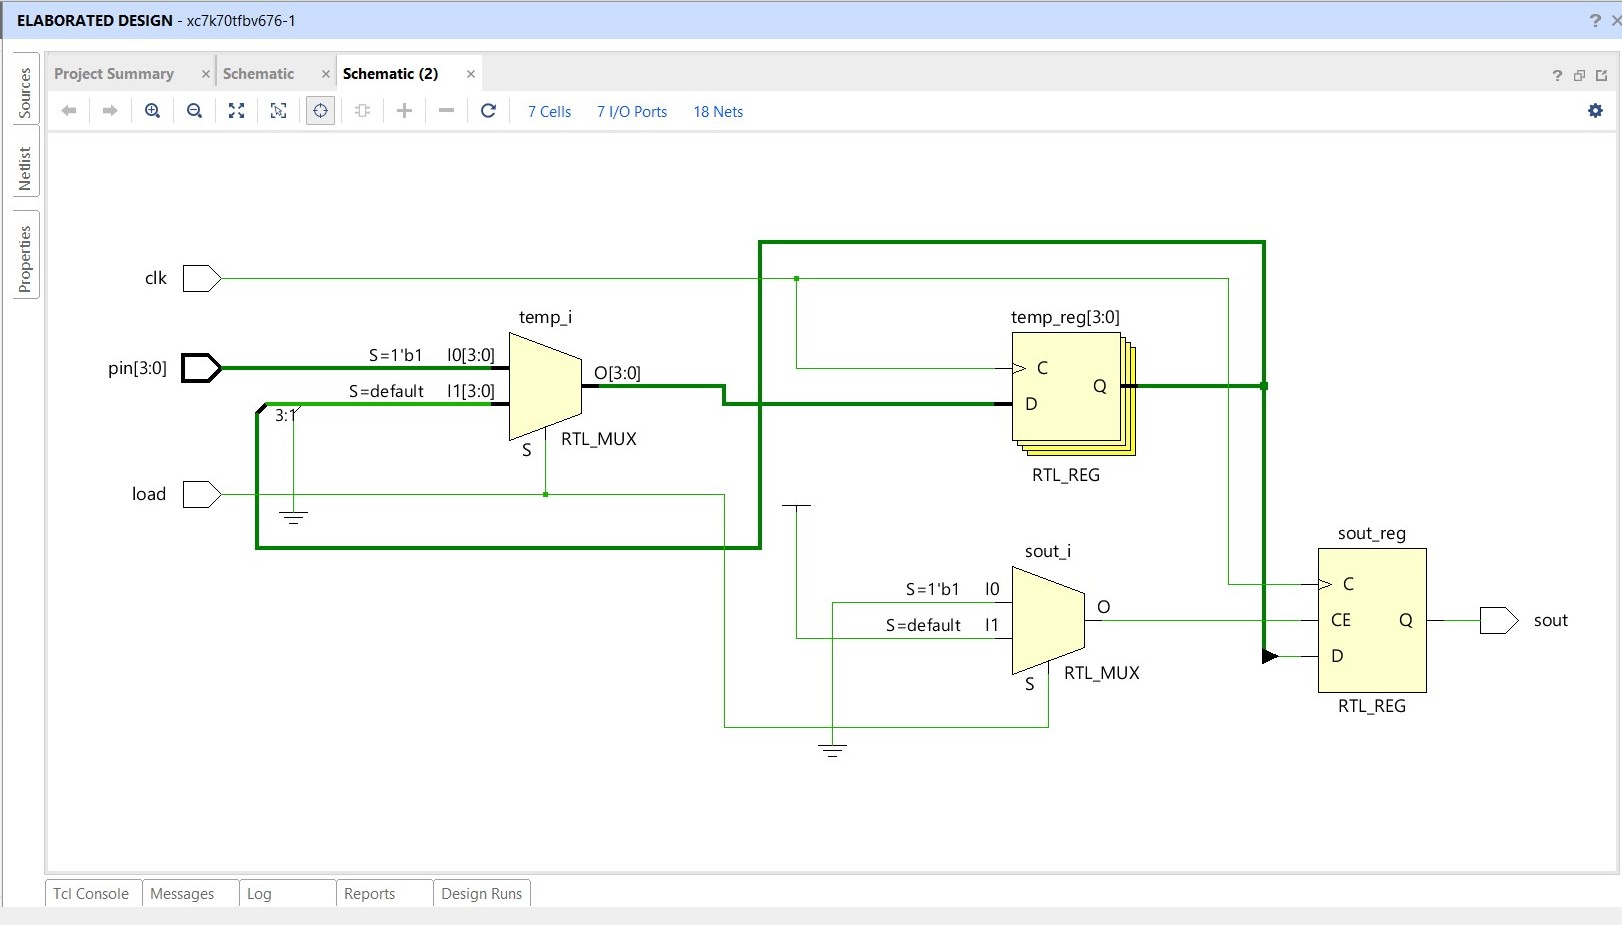 ELABORATED DESIGN - xc7k70tfbv676-1
Sources
Netlist
Properties
Project Summary
Schematic
Schematic (2)
7 Cells
7 I/O Ports
18 Nets
clk
pin[3:0]
load
temp_i
S=1'b1 I0[3:0]
S=default I1[3:0]
3:1
O[3:0]
S
RTL_MUX
temp_reg[3:0]
C
D
Q
RTL_REG
sout_i
S=1'b1 I0
S=default I1
O
S
RTL_MUX
sout_reg
C
CE
D
Q
RTL_REG
sout
Tcl Console
Messages
Log
Reports
Design Runs